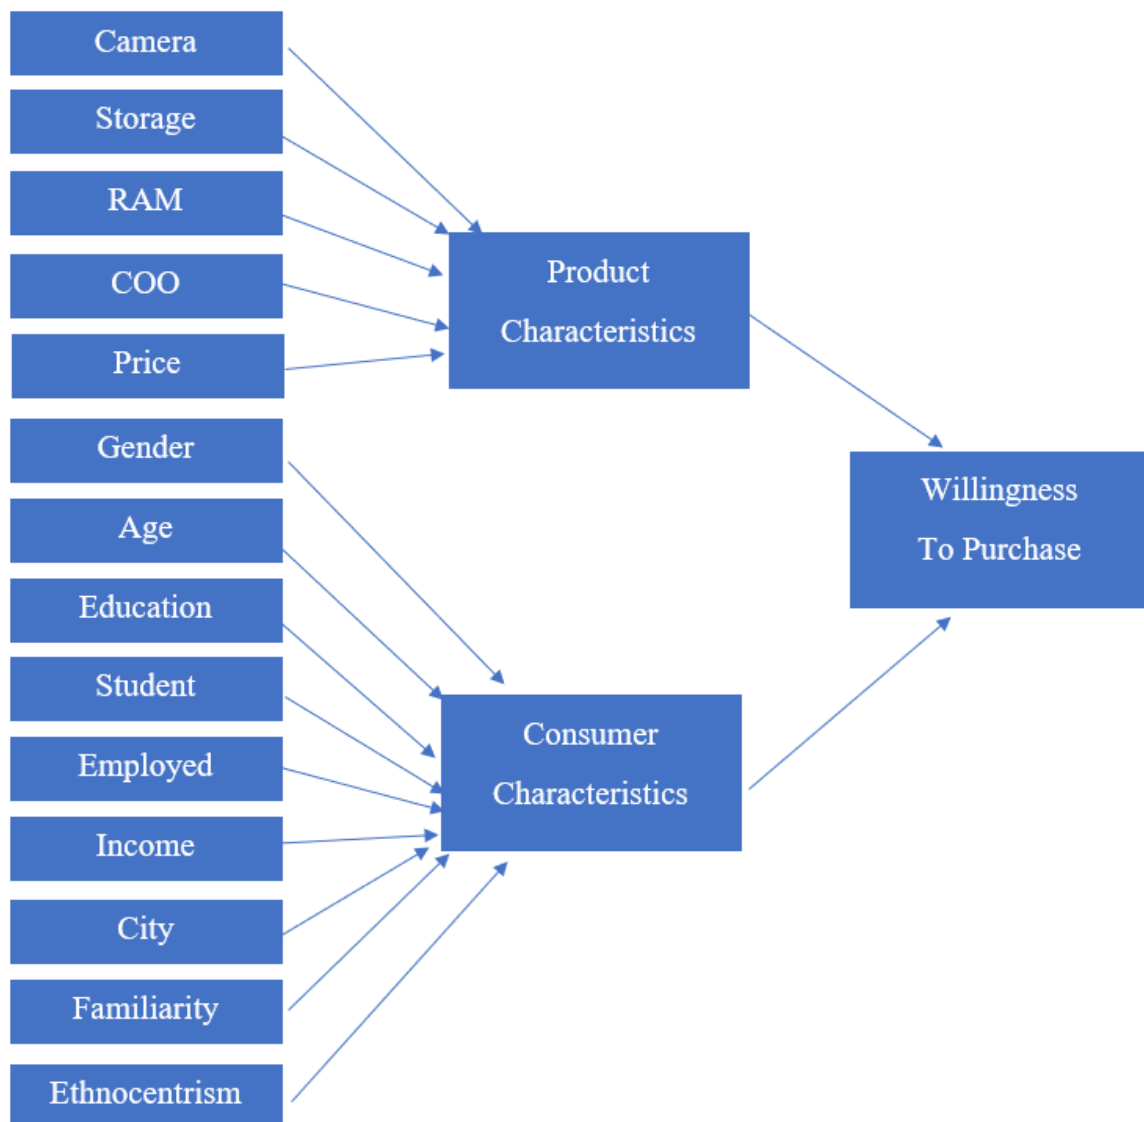 Camera
Storage
RAM
COO
Price
Gender
Age
Education
Student
Employed
Income
City
Familiarity
Ethnocentrism
Product
Characteristics
Consumer
Characteristics
Willingness
To Purchase